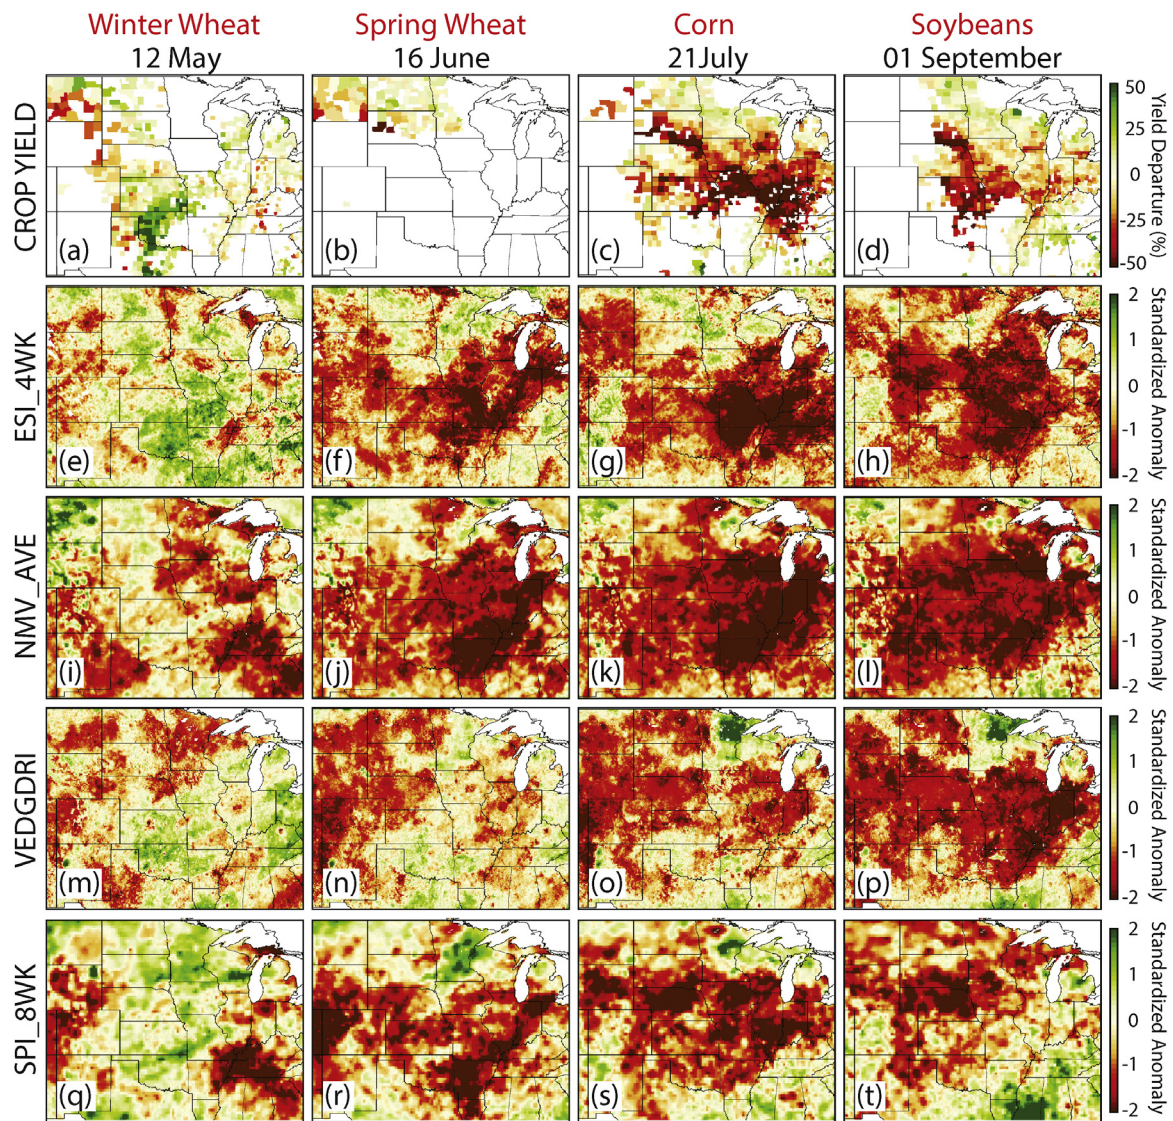 Winter Wheat Spring Wheat Corn Soybeans
12 May 16 June 21July 01 September
CROP YIELD
(a) (b) (c) (d)
50
25
0
-25
-50
Yield Departure (%)
ESI_4WK
(e) (f) (g) (h)
2
1
0
-1
-2
Standardized Anomaly
NMV_AVE
(i) (j) (k) (l)
2
1
0
-1
-2
Standardized Anomaly
VEDGDRI
(m) (n) (o) (p)
2
1
0
-1
-2
Standardized Anomaly
SPI_8WK
(q) (r) (s) (t)
2
1
0
-1
-2
Standardized Anomaly